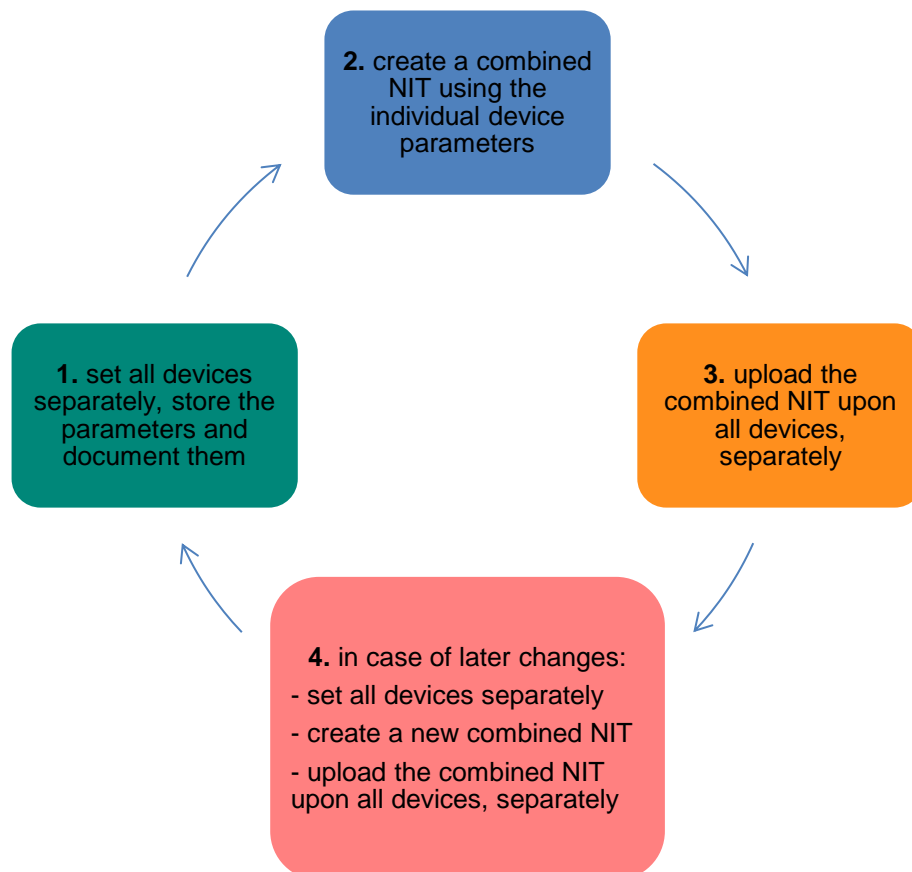 2. create a combined
NIT using the
individual device
parameters
1. set all devices
separately, store the
parameters and
document them
3. upload the
combined NIT upon
all devices,
separately
4. in case of later changes:
- set all devices separately
- create a new combined NIT
- upload the combined NIT
upon all devices, separately